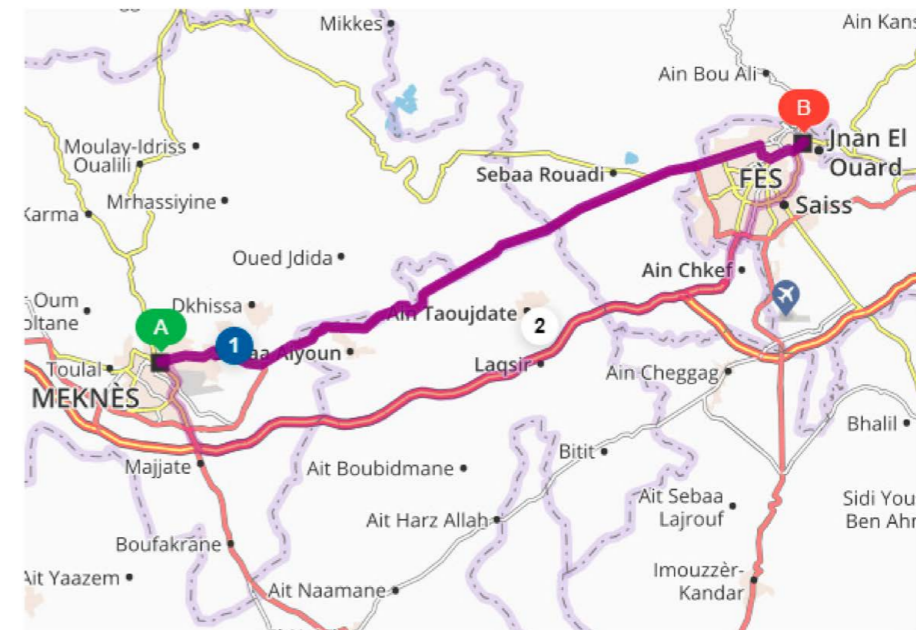 Mikkes
Ain Kans
Ain Bou Ali
B
Moulay-Idriss
Oualili
Jnan El
Ouard
Sebaa Rouadi
FÈS
Mrhassiyine
Saiss
Karma
Oued Jdida
Ain Chkef
Oum
oltane
Dkhissa
A
Ain Taoujdate
2
1
aa Aiyoun
Toulal
Laqsir
Ain Cheggag
MEKNÈS
Bhalil
Bitit
Majjate
Ait Boubidmane
Ait Sebaa
Lajrouf
Sidi You
Ben Ahm
Ait Harz Allah
Boufakrane
Imouzzèr-
Kandar
Ait Yaazem
Ait Naamane